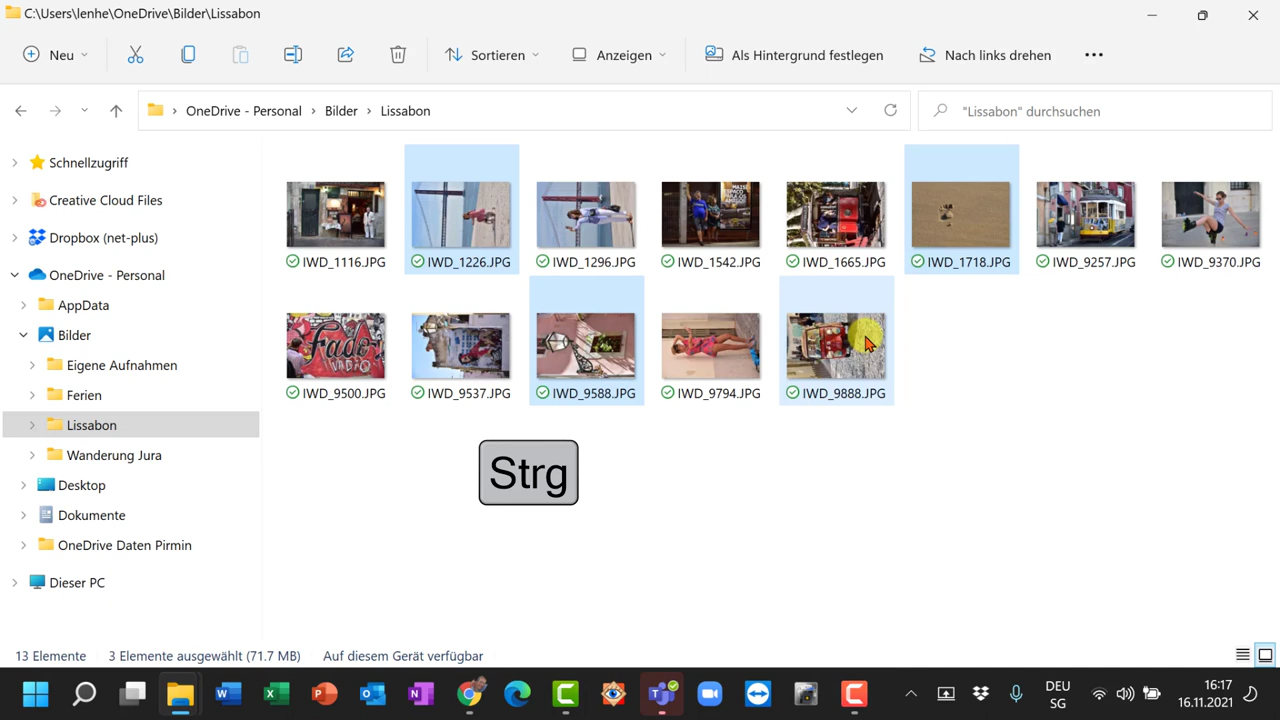 C:\Users\lenhe\OneDrive\Bilder\Lissabon
Neu
Sortieren
Anzeigen
Als Hintergrund festlegen
Nach links drehen
OneDrive - Personal
Bilder
Lissabon
"Lissabon" durchsuchen
Schnellzugriff
Creative Cloud Files
Dropbox (net-plus)
OneDrive - Personal
AppData
Bilder
Eigene Aufnahmen
Ferien
Lissabon
Wanderung Jura
Desktop
Dokumente
OneDrive Daten Pirmin
Dieser PC
IWD_1116.JPG
IWD_1226.JPG
IWD_1296.JPG
IWD_1542.JPG
IWD_1665.JPG
IWD_1718.JPG
IWD_9257.JPG
IWD_9370.JPG
Fado
IWD_9500.JPG
IWD_9537.JPG
IWD_9588.JPG
IWD_9794.JPG
IWD_9888.JPG
Strg
13 Elemente
3 Elemente ausgewählt (71.7 MB)
Auf diesem Gerät verfügbar
DEU
SG
16:17
16.11.2021